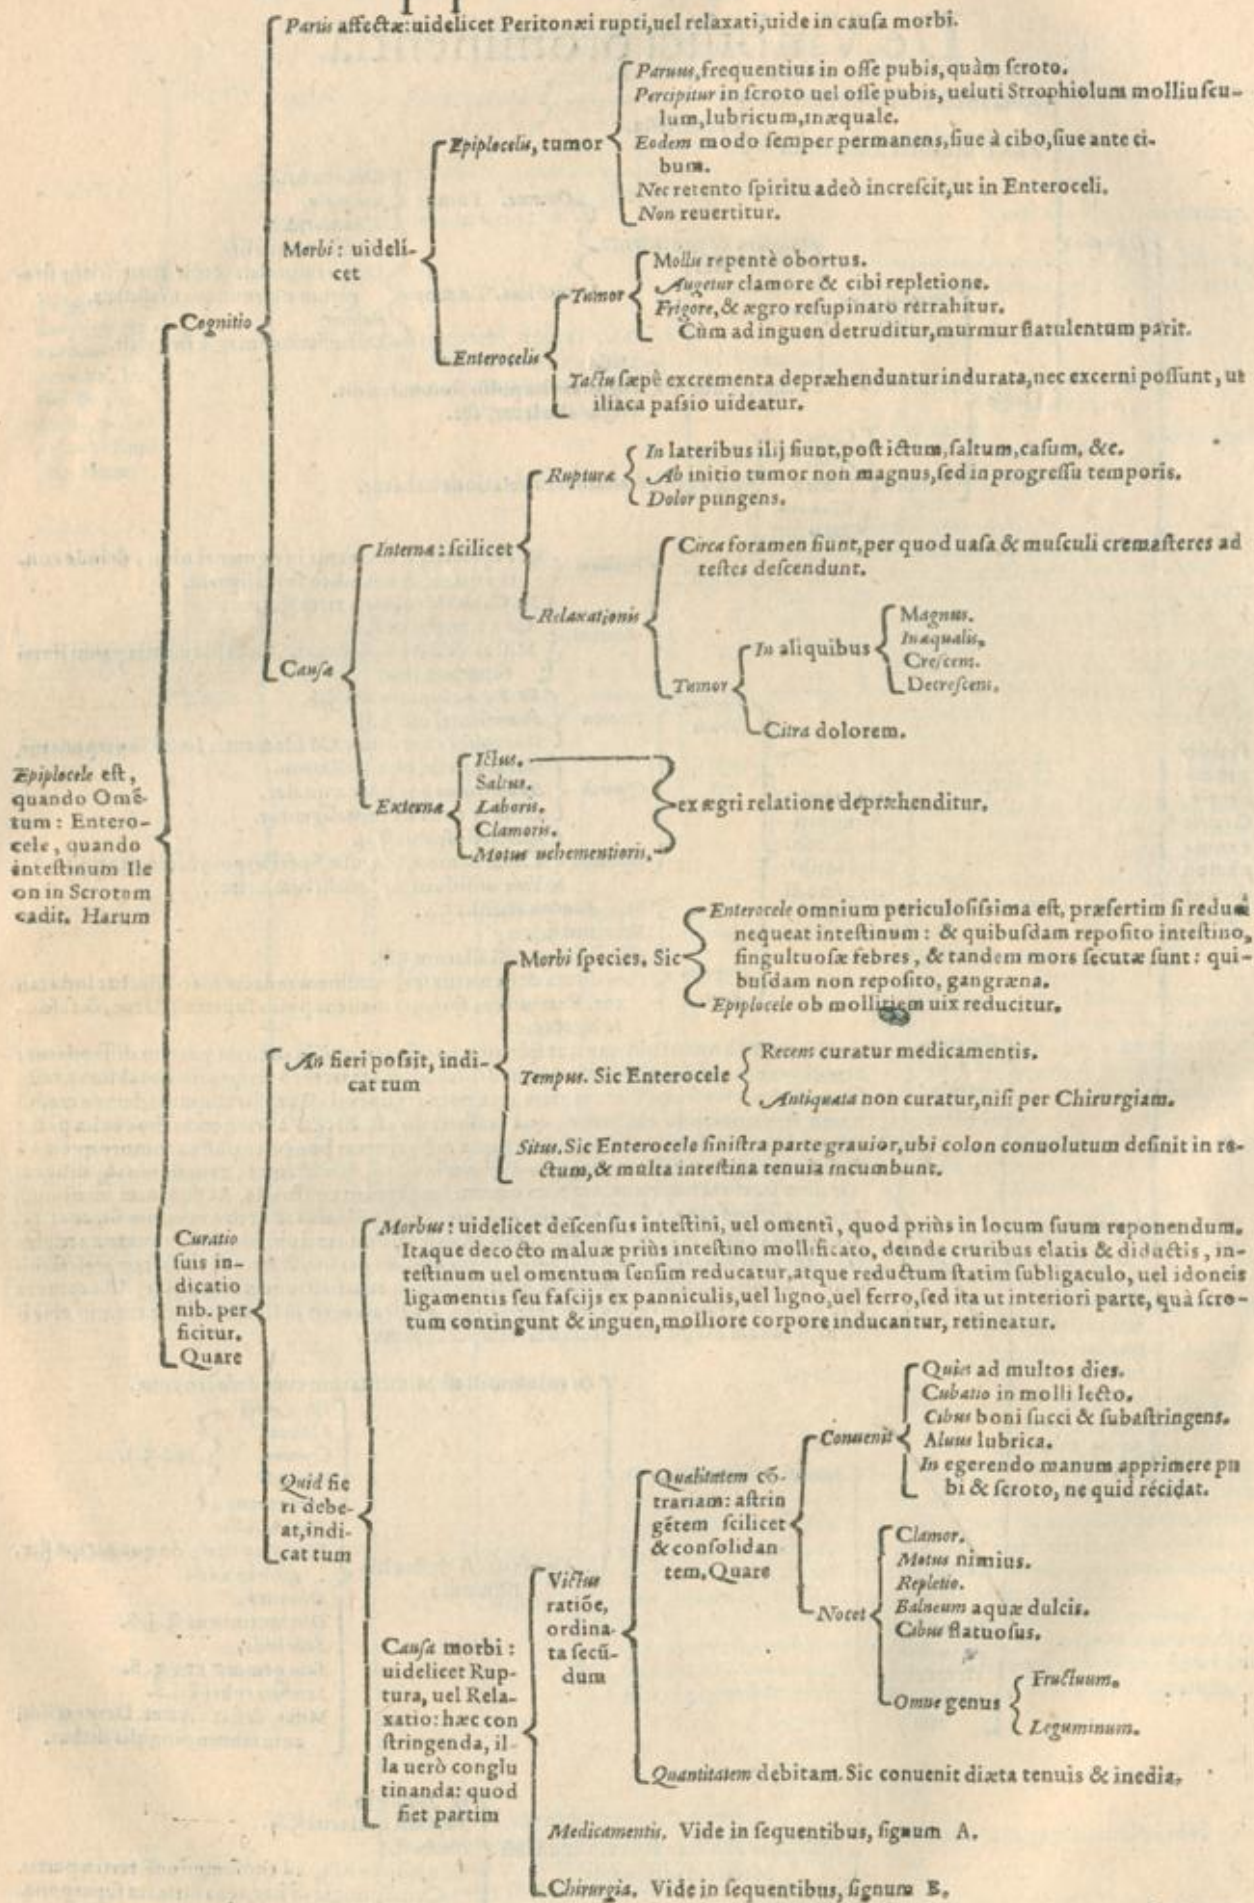 Partis affectæ: uidelicet Peritonæi rupti, uel relaxati, uide in causa morbi.
Paruus, frequentius in osse pubis, quàm scroto.
Percipitur in scroto uel osse pubis, ueluti Strophiolum molliuscu-
lum, lubricum, inæquale.
Epiplocelis, tumor
Eodem modo semper permanens, siue à cibo, siue ante ci-
bum.
Nec retento spiritu adeò increscit, ut in Enteroceli.
Non reuertitur.
Morbi: uideli-
cet
Mollis repentè obortus.
Augetur clamore & cibi repletione.
Tumor
Frigore, & ægro resupinato retrahitur.
Cùm ad inguen detruditur, murmur flatulentum parit.
Cognitio
Enterocelis
Tactu sæpè excrementa depræhenduntur indurata, nec excerni possunt, ut
iliaca passio uideatur.
In lateribus ilij fiunt, post ictum, saltum, casum, &c.
Rupturæ
Ab initio tumor non magnus, sed in progressu temporis.
Dolor pungens.
Internæ: scilicet
Circa foramen fiunt, per quod uasa & musculi cremasteres ad
testes descendunt.
Relaxationis
Magnus.
In aliquibus
Inæqualis.
Crescens.
Decrescens.
Tumor
Citra dolorem.
Causæ
Ictus.
Saltus.
Externæ
Laboris.
Clamoris.
Motus uehementioris.
ex ægri relatione depræhenditur.
Epiplocele est,
quando Omẽ-
tum: Entero-
cele, quando
intestinum Ile
on in Scrotum
cadit. Harum
Enterocele omnium periculosissima est, præsertim si reduci
nequeat intestinum: & quibusdam reposito intestino,
singultuosæ febres, & tandem mors secutæ sunt: qui-
busdam non reposito, gangræna.
Morbi species. Sic
Epiplocele ob mollitiem uix reducitur.
An fieri possit, indi-
cat tum
Recens curatur medicamentis.
Tempus. Sic Enterocele
Antiquata non curatur, nisi per Chirurgiam.
Situs. Sic Enterocele sinistra parte grauior, ubi colon conuolutum desinit in re-
ctum, & multa intestina tenuia incumbunt.
Curatio
suis in-
dicatio
nib. per
ficitur.
Quare
Morbus: uidelicet descensus intestini, uel omenti, quod priùs in locum suum reponendum.
Itaque decocto maluæ priùs intestino mollificato, deinde cruribus elatis & diductis, in-
testinum uel omentum sensim reducatur, atque reductum statim subligaculo, uel idoneis
ligamentis seu fascijs ex panniculis, uel ligno, uel ferro, sed ita ut interiori parte, quà scro-
tum contingunt & inguen, molliore corpore inducantur, retineatur.
Quid fie
ri debe-
at, indi-
cat tum
Quies ad multos dies.
Cubatio in molli lecto.
Conuenit
Cibus boni succi & subastringens.
Aluus lubrica.
In egerendo manum apprimere pu
bi & scroto, ne quid récidat.
Qualitatem cõ-
trariam: astrin
gẽtem scilicet
& consolidan
tem. Quare
Clamor.
Motus nimius.
Repletio.
Nocet
Balneum aquæ dulcis.
Cibus flatuosus.
Omne genus
Fructuum.
Leguminum.
Victus
ratiõe,
ordina-
ta secũ-
dum
Quantitatem debitam. Sic conuenit diæta tenuis & inedia.
Causa morbi:
uidelicet Rup-
tura, uel Rela-
xatio: hæc con
stringenda, il-
la uerò conglu
tinanda: quod
fiet partim
Medicamentis. Vide in sequentibus, signum A.
Chirurgia. Vide in sequentibus, signum B.